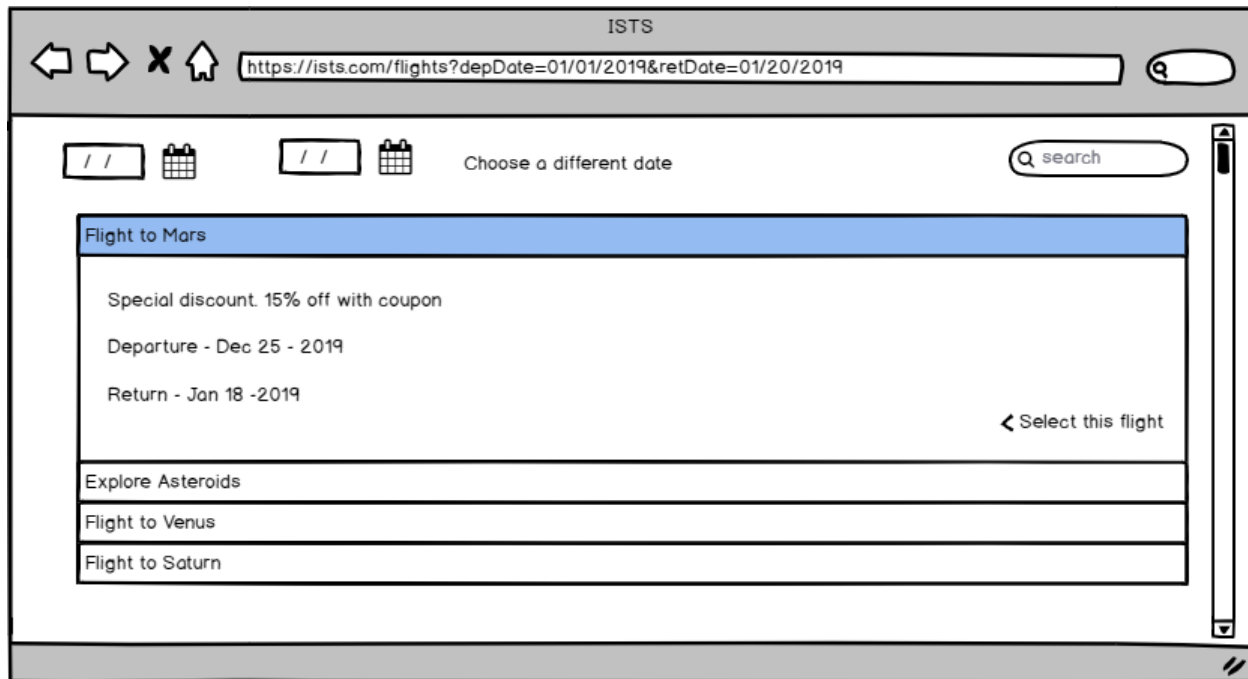 ISTS
https://ists.com/flights?depDate=01/01/2019&retDate=01/20/2019
/ / / / Choose a different date search
Flight to Mars
Special discount. 15% off with coupon
Departure - Dec 25 - 2019
Return - Jan 18 -2019
Select this flight
Explore Asteroids
Flight to Venus
Flight to Saturn